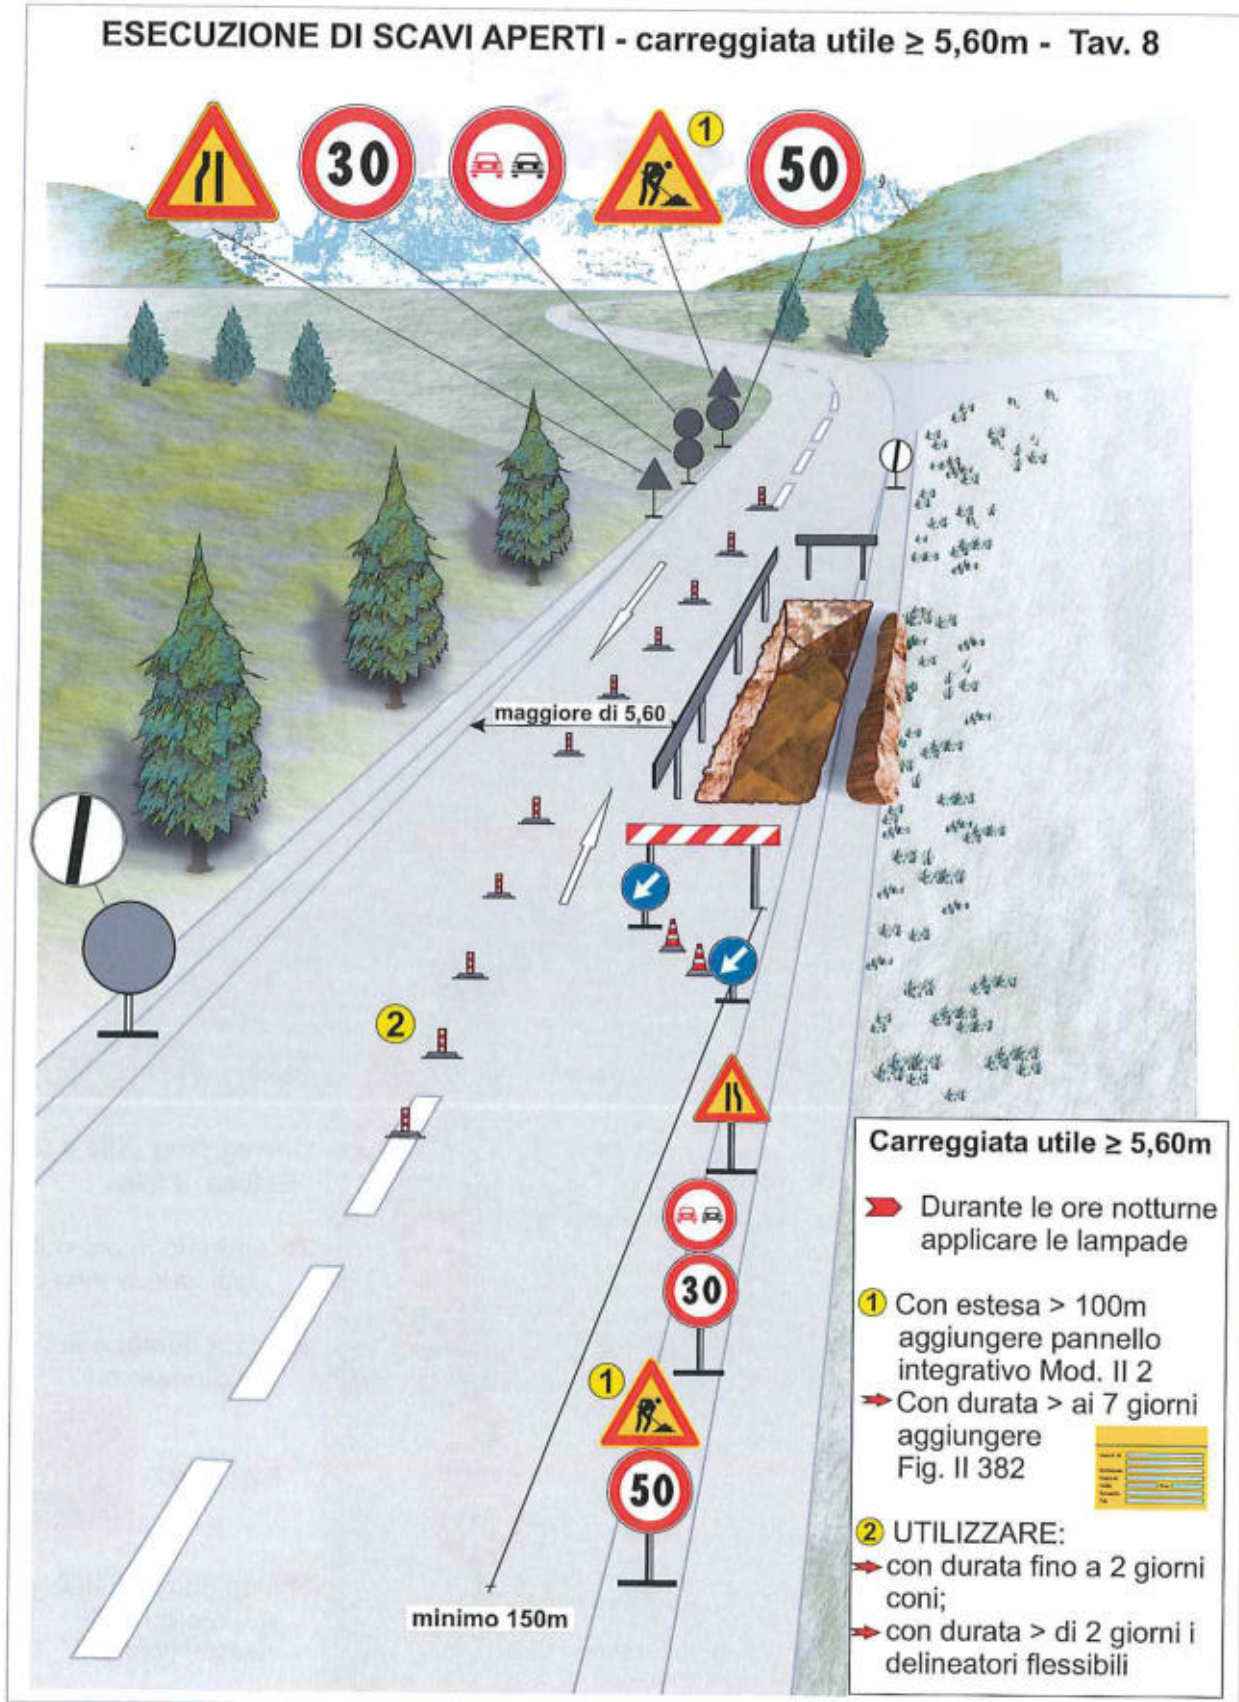 ESECUZIONE DI SCAVI APERTI - carreggiata utile ≥ 5,60m - Tav. 8
30
1
50
maggiore di 5,60
2
30
1
50
minimo 150m
Carreggiata utile ≥ 5,60m
Durante le ore notturne
applicare le lampade
1 Con estesa > 100m
aggiungere pannello
integrativo Mod. II 2
Con durata > ai 7 giorni
aggiungere
Fig. II 382
2 UTILIZZARE:
con durata fino a 2 giorni
coni;
con durata > di 2 giorni i
delineatori flessibili